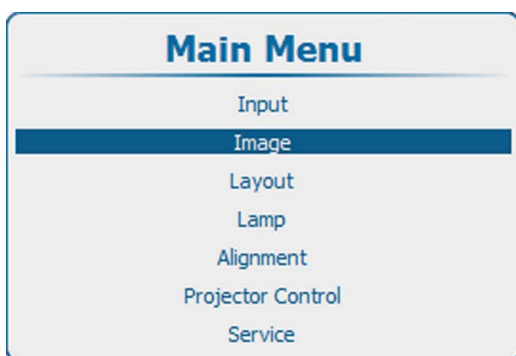 Main Menu
Input
Image
Layout
Lamp
Alignment
Projector Control
Service